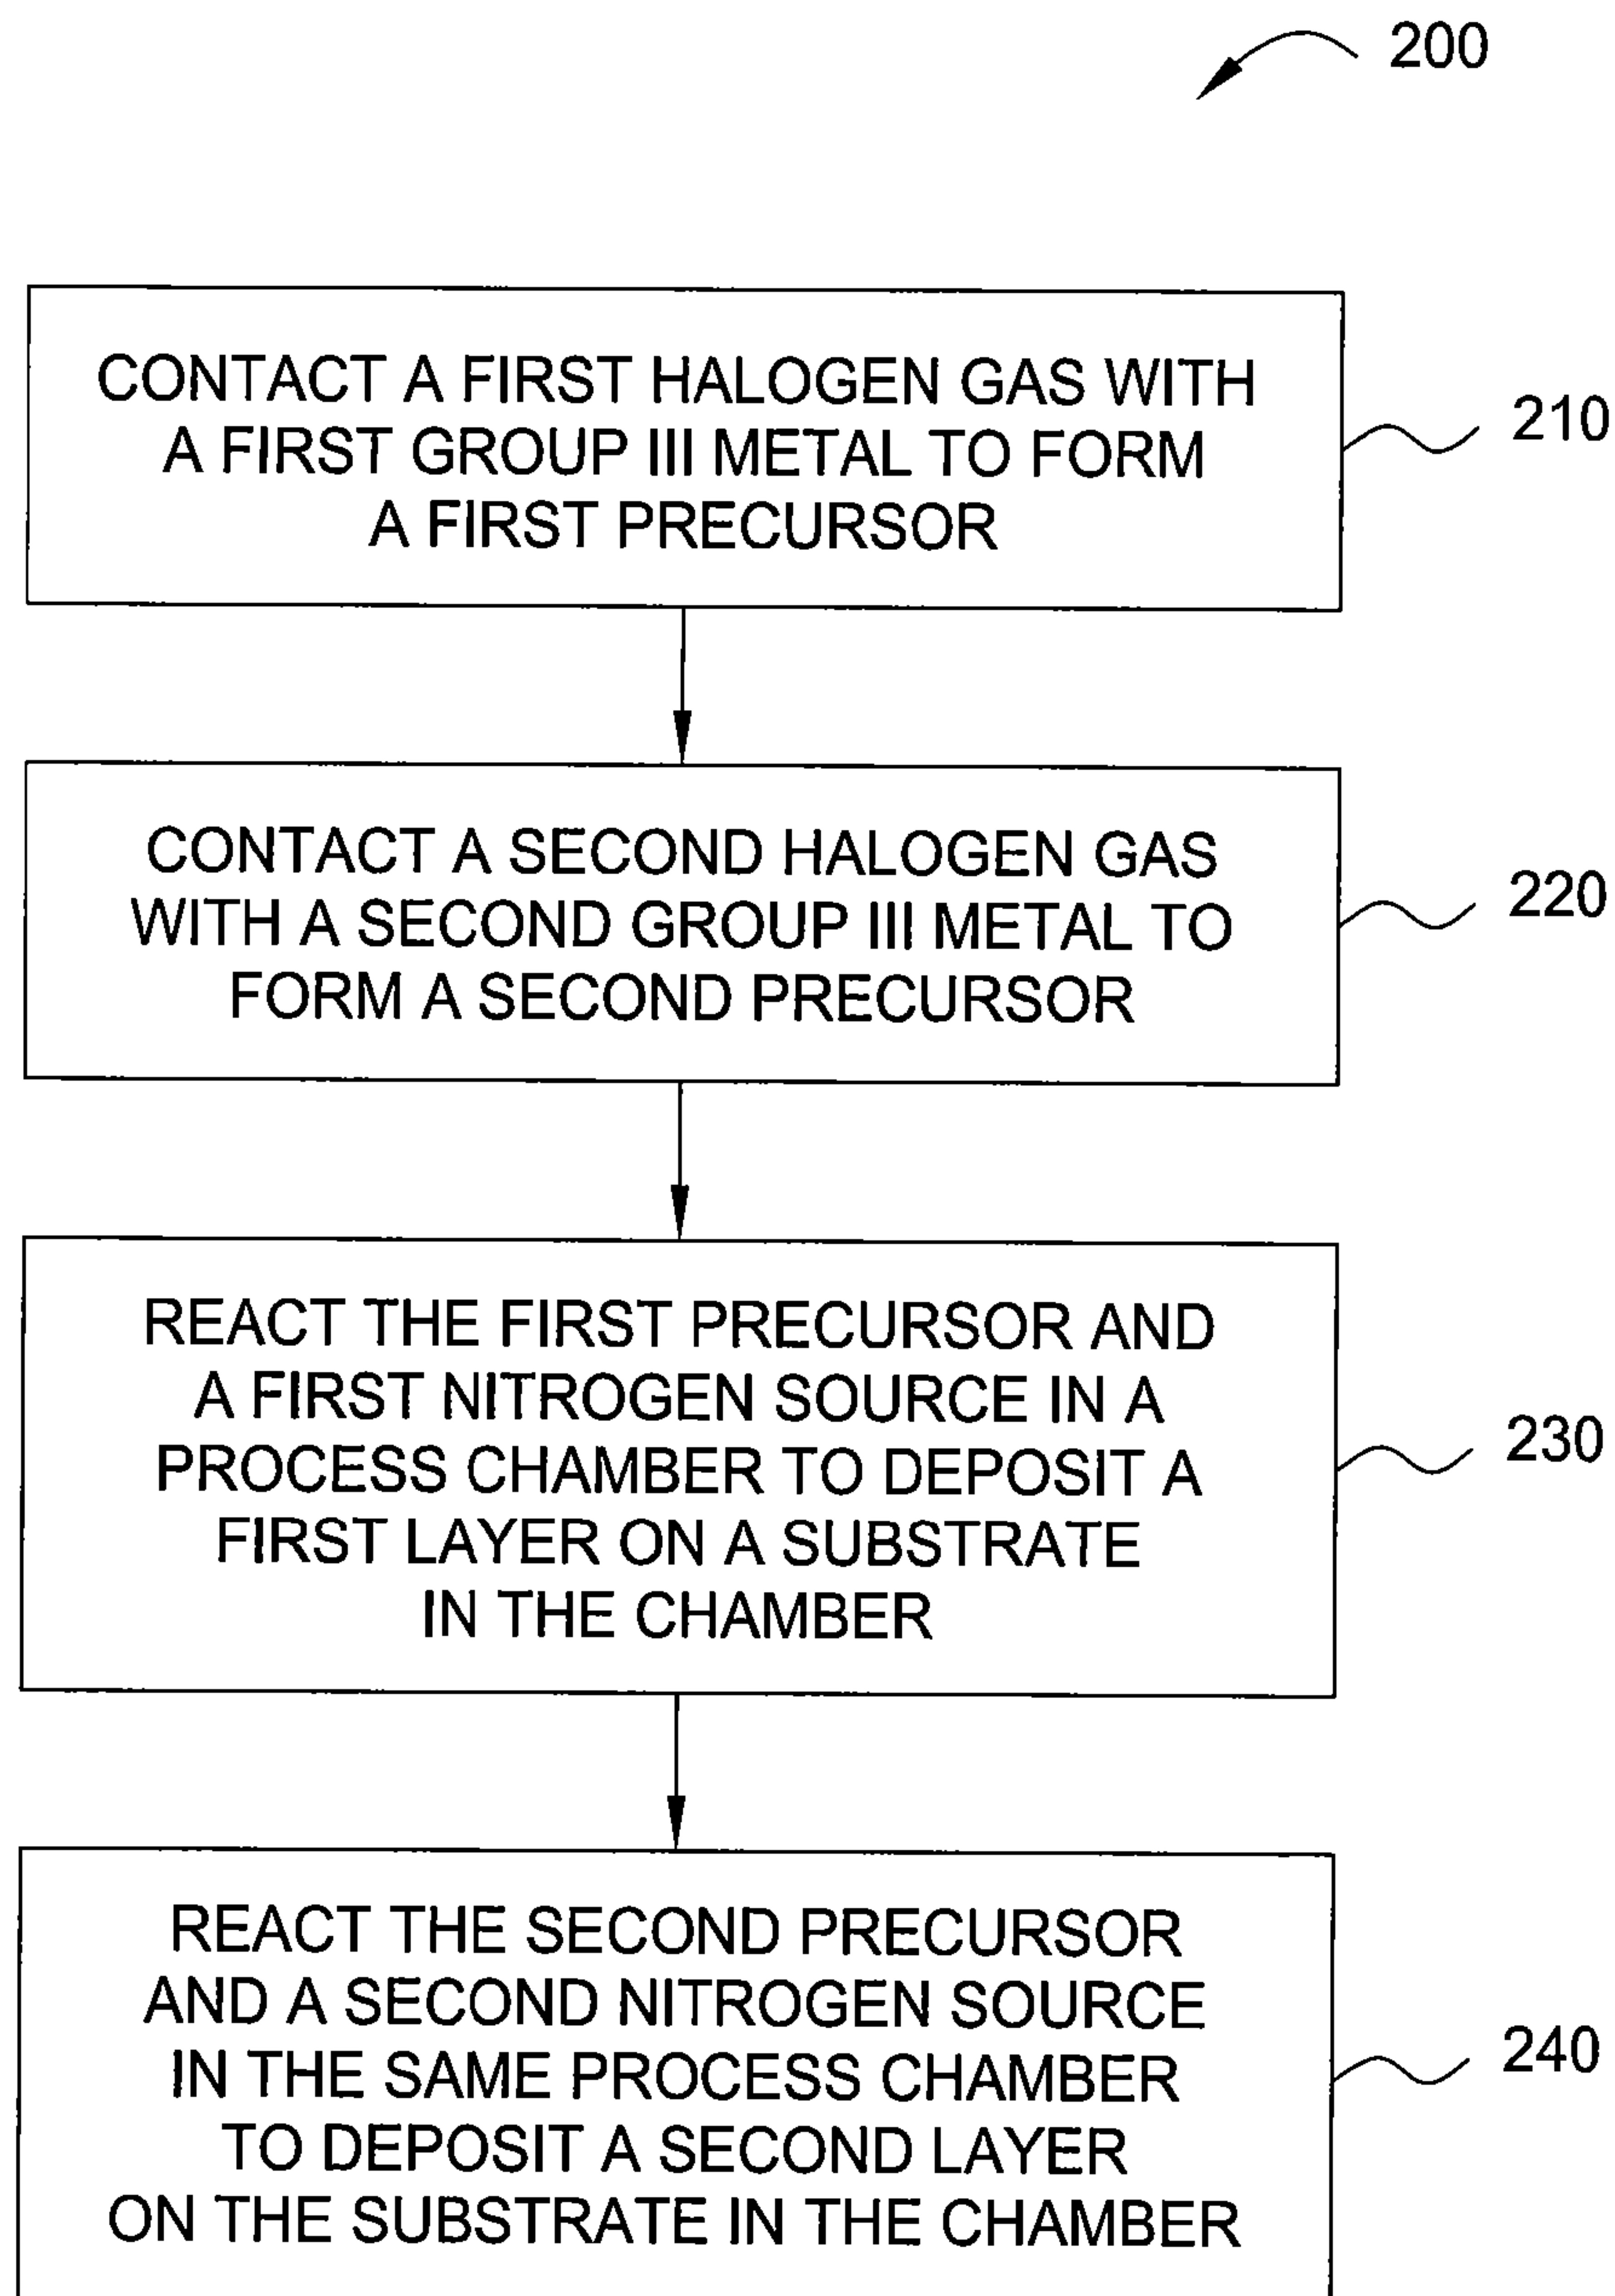 200
CONTACT A FIRST HALOGEN GAS WITH
A FIRST GROUP III METAL TO FORM
A FIRST PRECURSOR
210
CONTACT A SECOND HALOGEN GAS
WITH A SECOND GROUP III METAL TO
FORM A SECOND PRECURSOR
220
REACT THE FIRST PRECURSOR AND
A FIRST NITROGEN SOURCE IN A
PROCESS CHAMBER TO DEPOSIT A
FIRST LAYER ON A SUBSTRATE
IN THE CHAMBER
230
REACT THE SECOND PRECURSOR
AND A SECOND NITROGEN SOURCE
IN THE SAME PROCESS CHAMBER
TO DEPOSIT A SECOND LAYER
ON THE SUBSTRATE IN THE CHAMBER
240